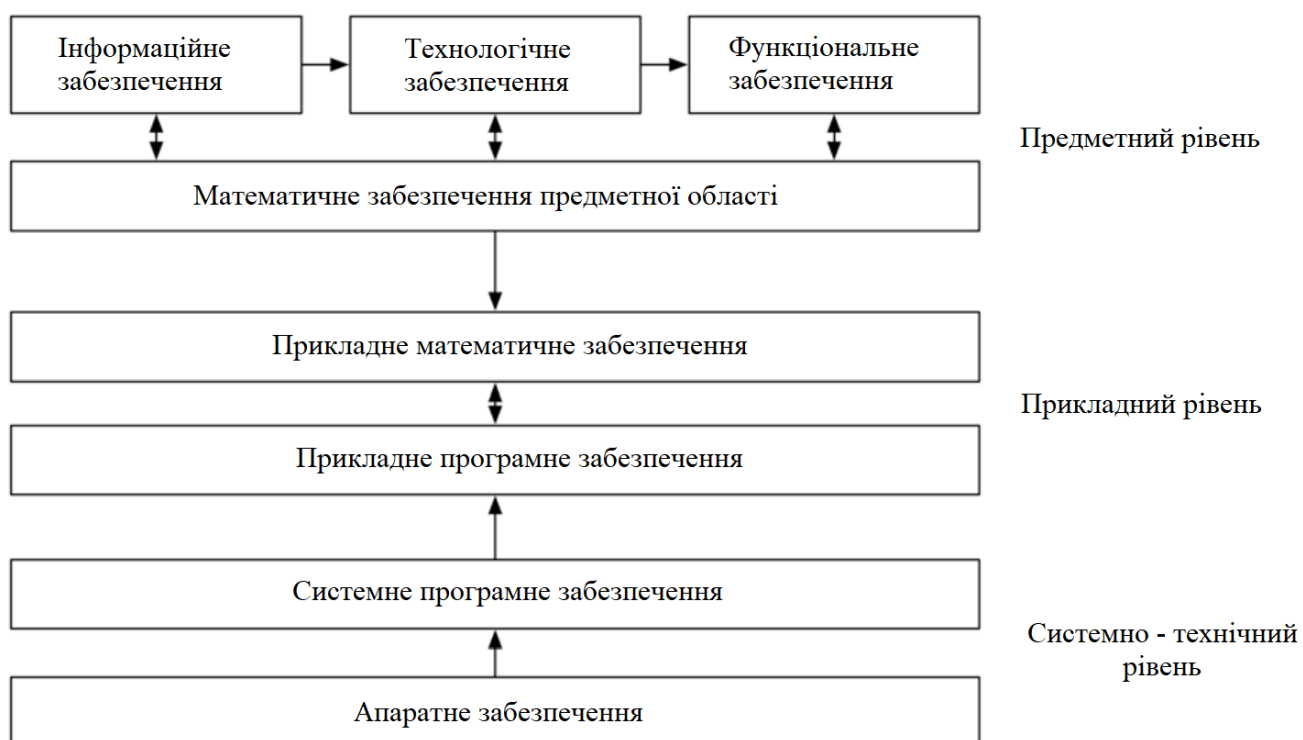 Інформаційне
забезпечення
Технологічне
забезпечення
Функціональне
забезпечення
Предметний рівень
Математичне забезпечення предметної області
Прикладне математичне забезпечення
Прикладний рівень
Прикладне програмне забезпечення
Системне програмне забезпечення
Системно - технічний
рівень
Апаратне забезпечення